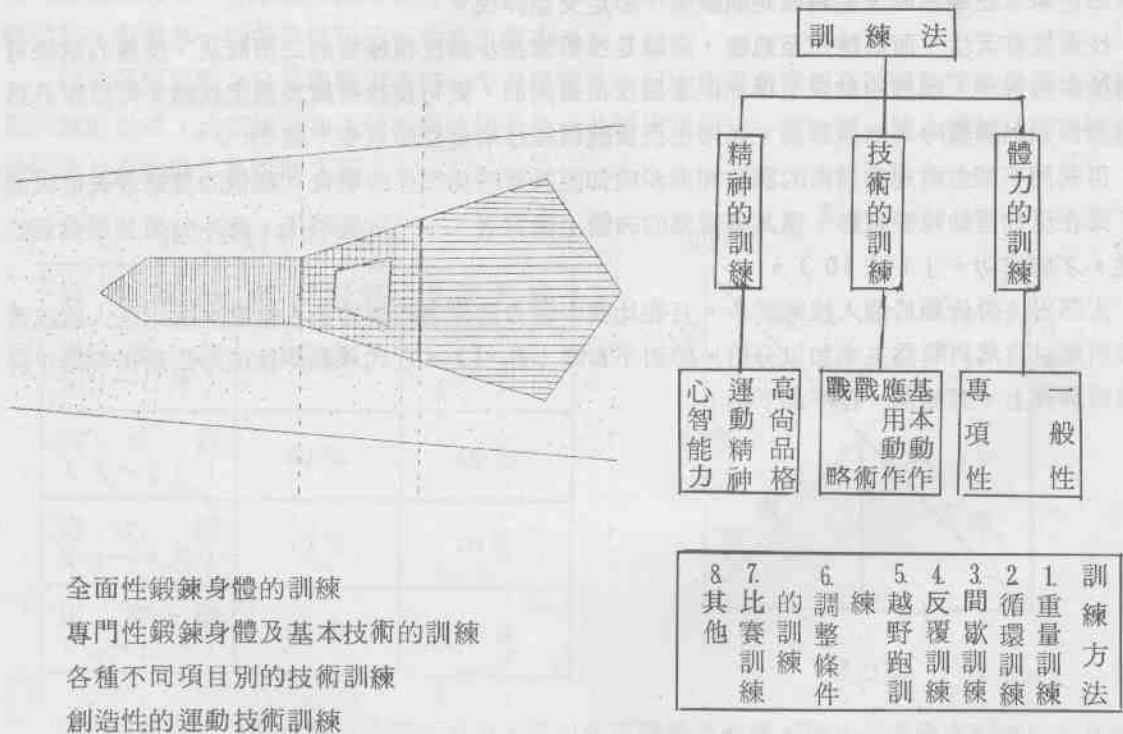 訓練法
體力的訓練
技術的訓練
精神的訓練
一般性
專項性
基本動作
應用動作
戰術
戰略
高尙品格
運動精神
心智能力
訓練方法
1.重量訓練
2.循環訓練
3.間歇訓練
4.反覆訓練
5.越野跑訓
練
6.調整條件
的訓練
7.比賽訓練
8.其他
全面性鍛鍊身體的訓練
專門性鍛鍊身體及基本技術的訓練
各種不同項目別的技術訓練
創造性的運動技術訓練